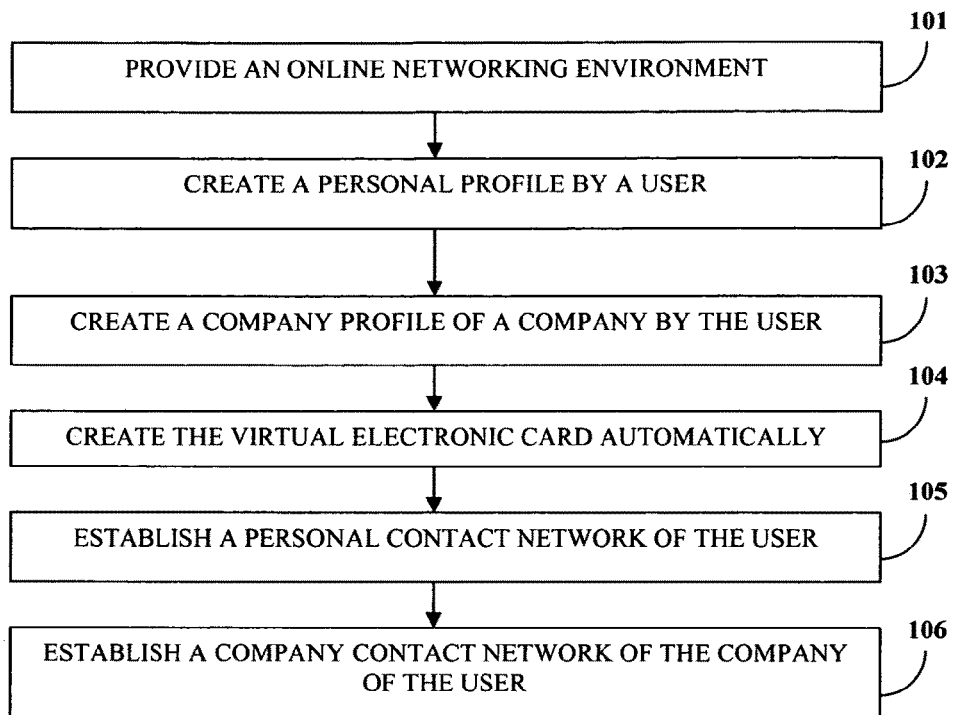 101
PROVIDE AN ONLINE NETWORKING ENVIRONMENT
102
CREATE A PERSONAL PROFILE BY A USER
103
CREATE A COMPANY PROFILE OF A COMPANY BY THE USER
104
CREATE THE VIRTUAL ELECTRONIC CARD AUTOMATICALLY
105
ESTABLISH A PERSONAL CONTACT NETWORK OF THE USER
106
ESTABLISH A COMPANY CONTACT NETWORK OF THE COMPANY
OF THE USER